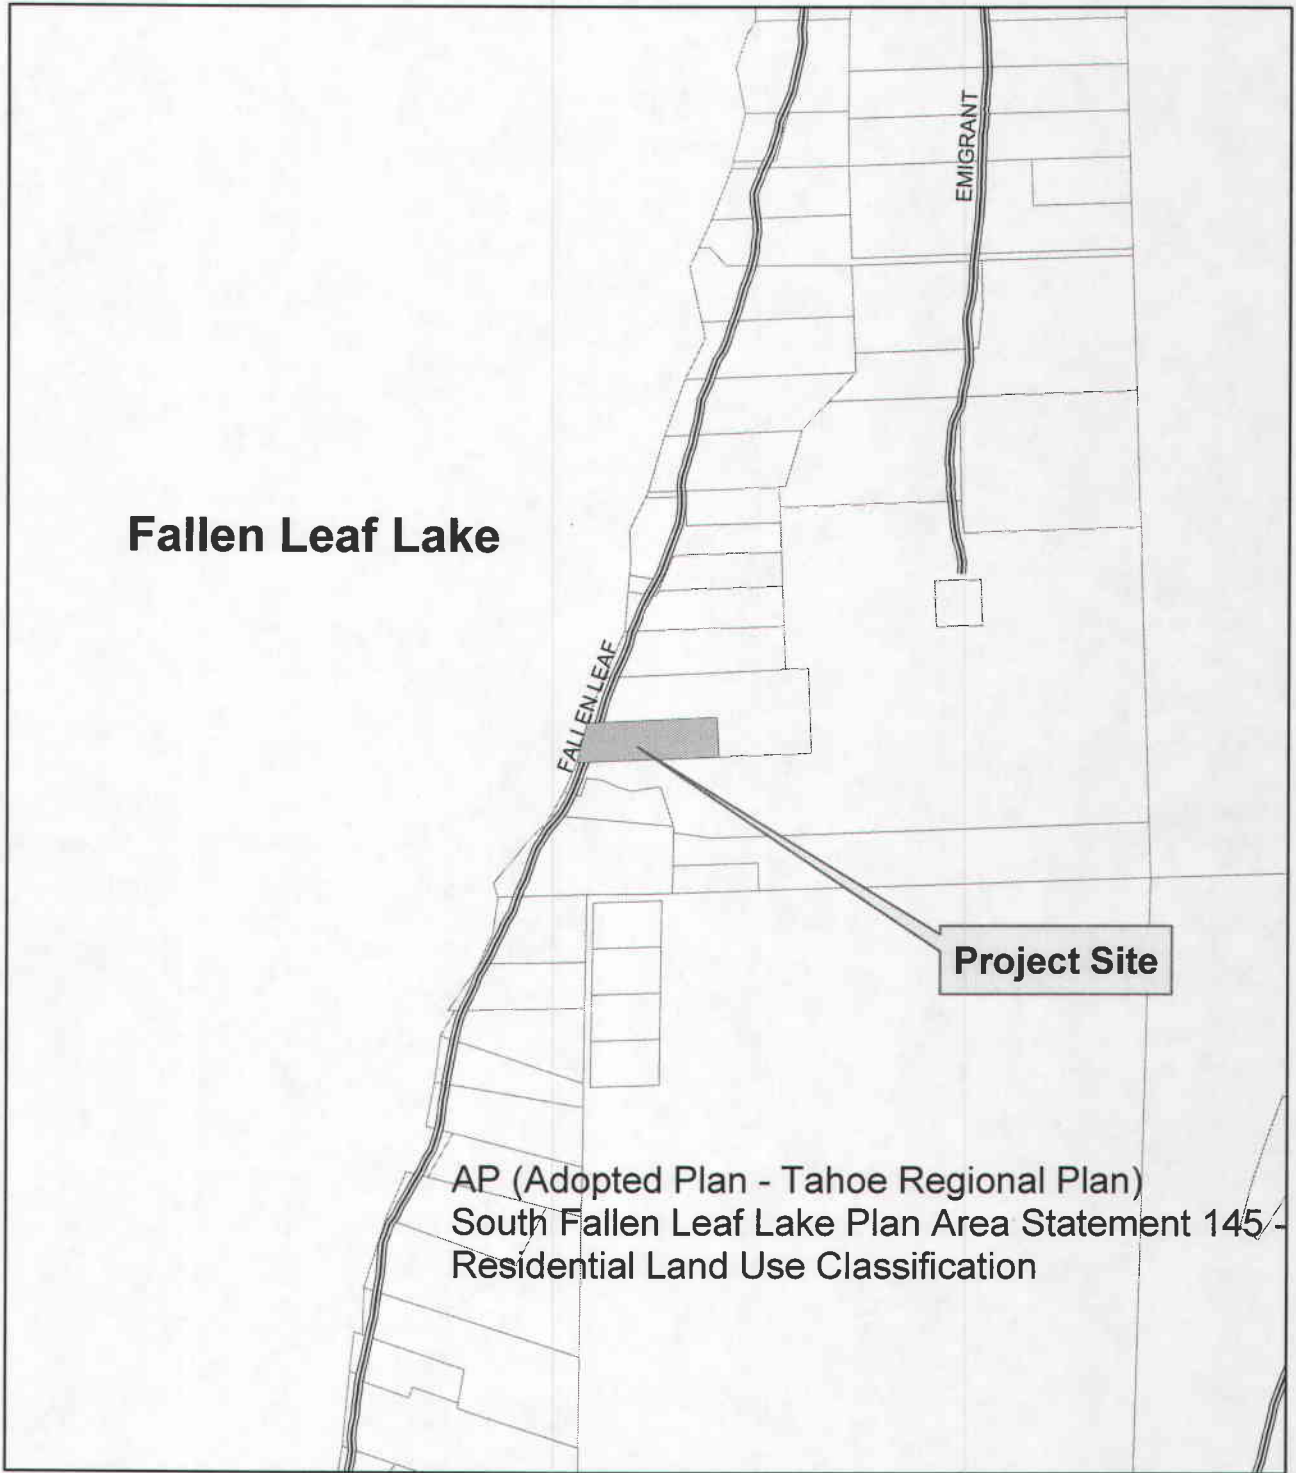 EMIGRANT
Fallen Leaf Lake
FALLEN LEAF
Project Site
AP (Adopted Plan - Tahoe Regional Plan)
South Fallen Leaf Lake Plan Area Statement 145 -
Residential Land Use Classification